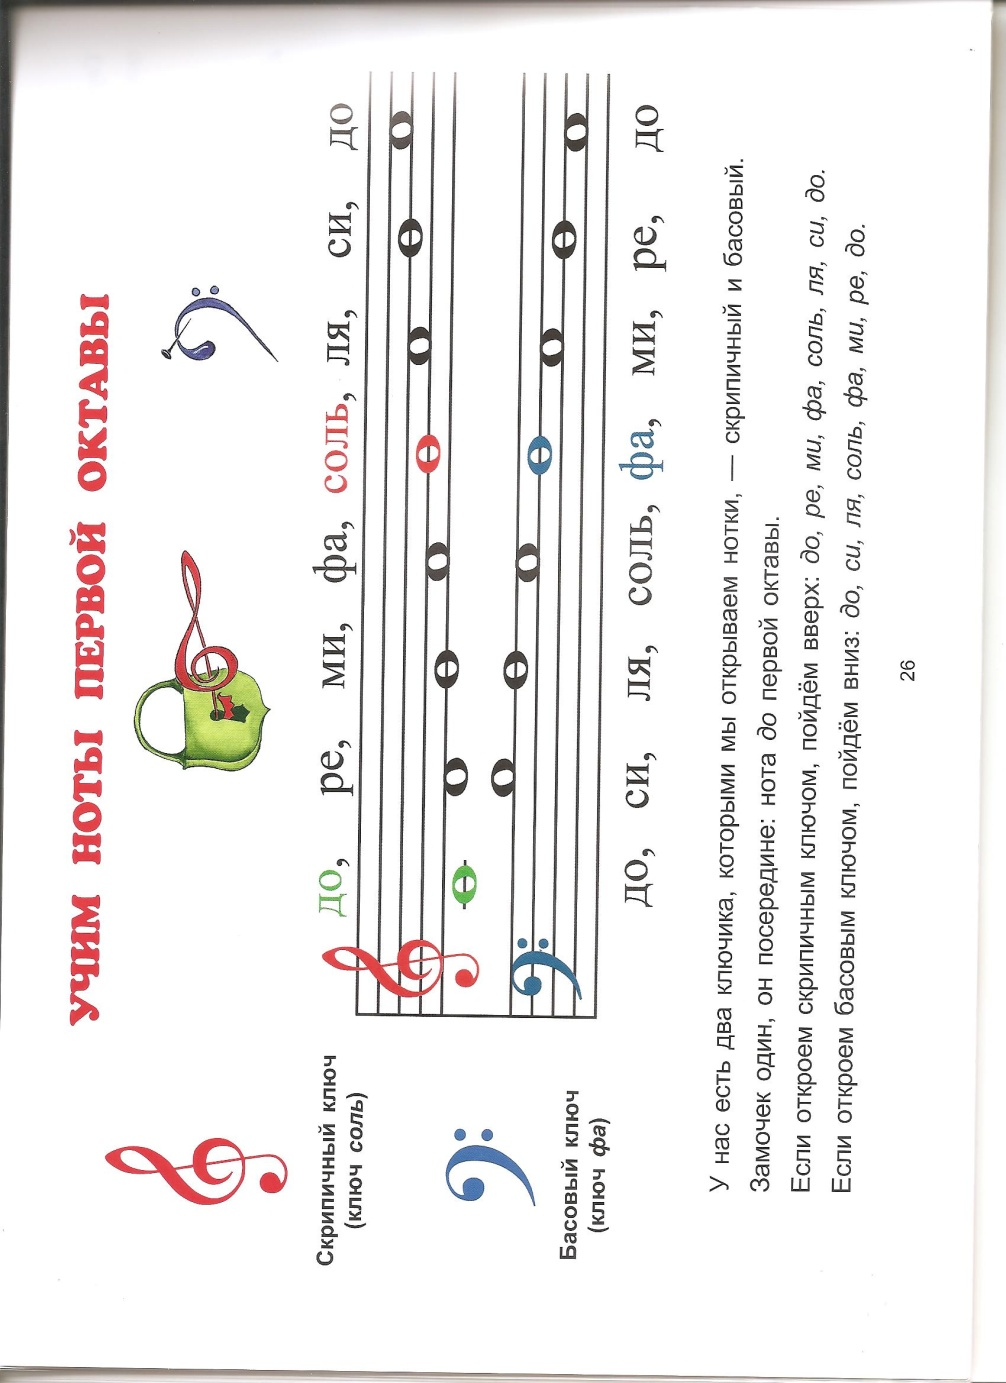 УЧИМ НОТЫ ПЕРВОЙ ОКТАВЫ
Скрипичный ключ
(ключ соль)
до, ре, ми, фа, соль, ля, си, до
Басовый ключ
(ключ фа)
до, си, ля, соль, фа, ми, ре, до
У нас есть два ключика, которыми мы открываем нотки, — скрипичный и басовый.
Замочек один, он посередине: нота до первой октавы.
Если откроем скрипичным ключом, пойдём вверх: до, ре, ми, фа, соль, ля, си, до.
Если откроем басовым ключом, пойдём вниз: до, си, ля, соль, фа, ми, ре, до.
26